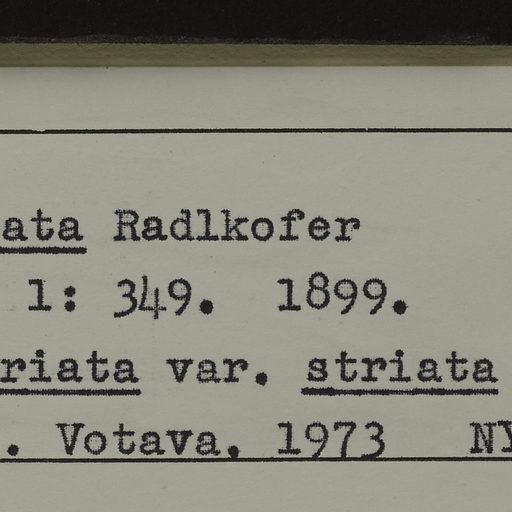 ata Radlkofer
1: 349. 1899.
riata var. striata
. Votava, 1973 NY